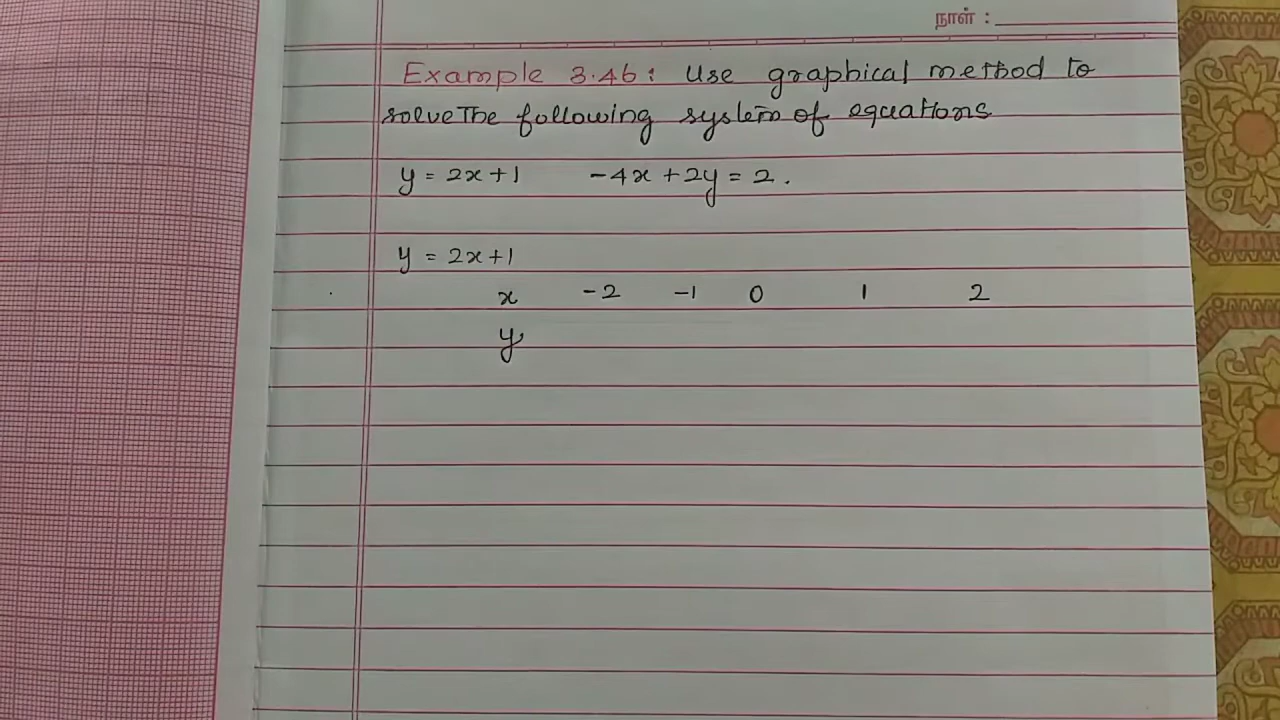 நாள் :
Example 3.46: Use graphical method to
solve the following system of equations
y = 2x+1 -4x+2y = 2.
y = 2x+1
x -2 -1 0 1 2
y